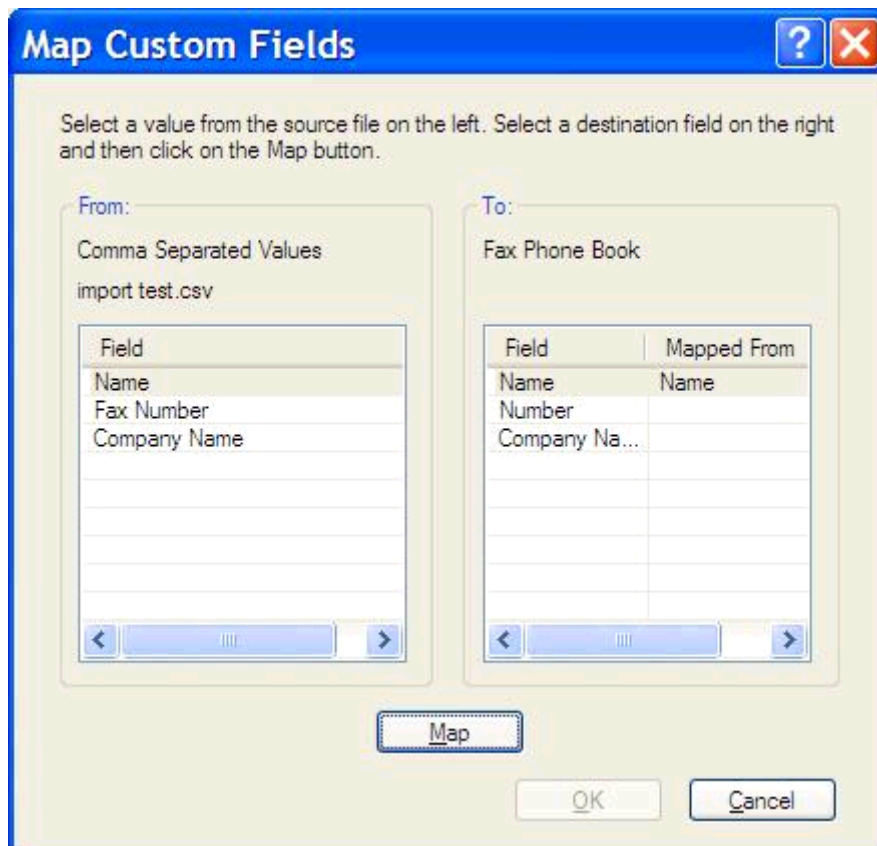 Map Custom Fields
Select a value from the source file on the left. Select a destination field on the right
and then click on the Map button.
From:
Comma Separated Values
import test.csv
Field
Name
Fax Number
Company Name
To:
Fax Phone Book
Field Mapped From
Name Name
Number
Company Na...
Map
OK Cancel